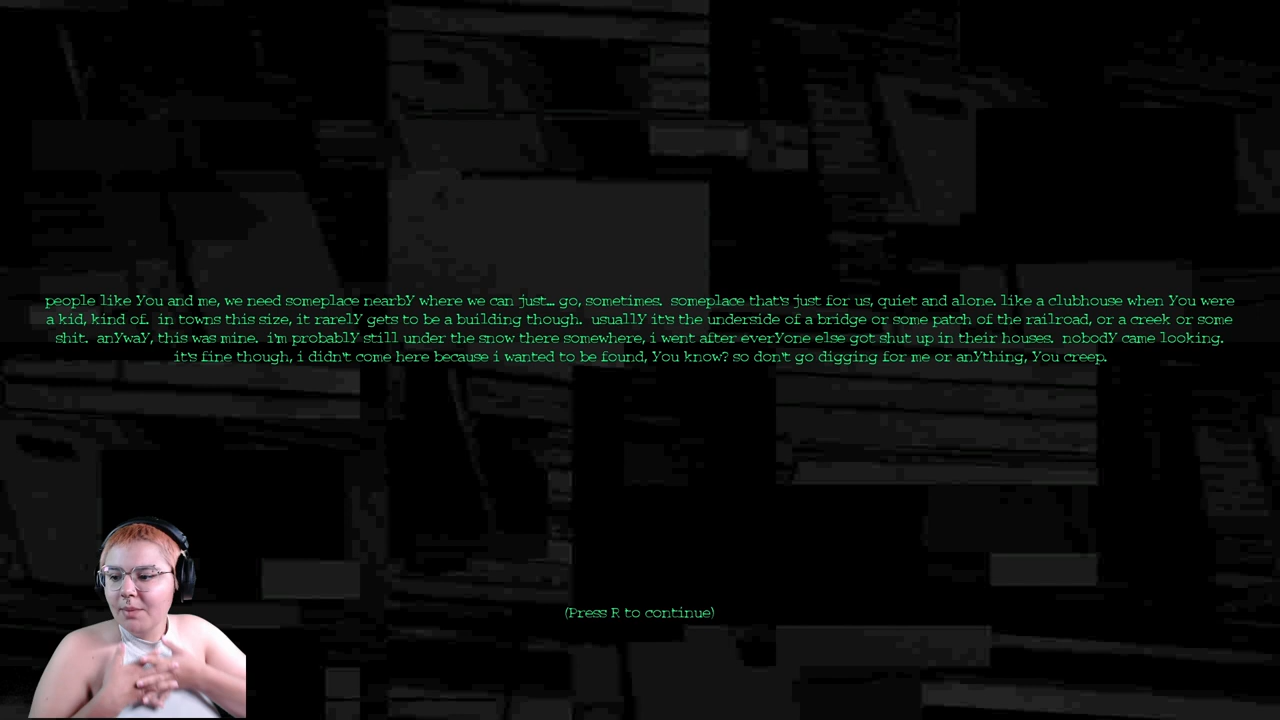 people like You and me, we need someplace nearbY where we can just... go, sometimes.  someplace that's just for us, quiet and alone. like a clubhouse when You were
a kid, kind of.  in towns this size, it rarelY gets to be a building though.  usuallY it's the underside of a bridge or some patch of the railroad, or a creek or some
shit.  anYwaY, this was mine.  i'm probablY still under the snow there somewhere, i went after everYone else got shut up in their houses.  nobodY came looking.
it's fine though, i didn't come here because i wanted to be found, You know? so don't go digging for me or anYthing, You creep.
(Press R to continue)